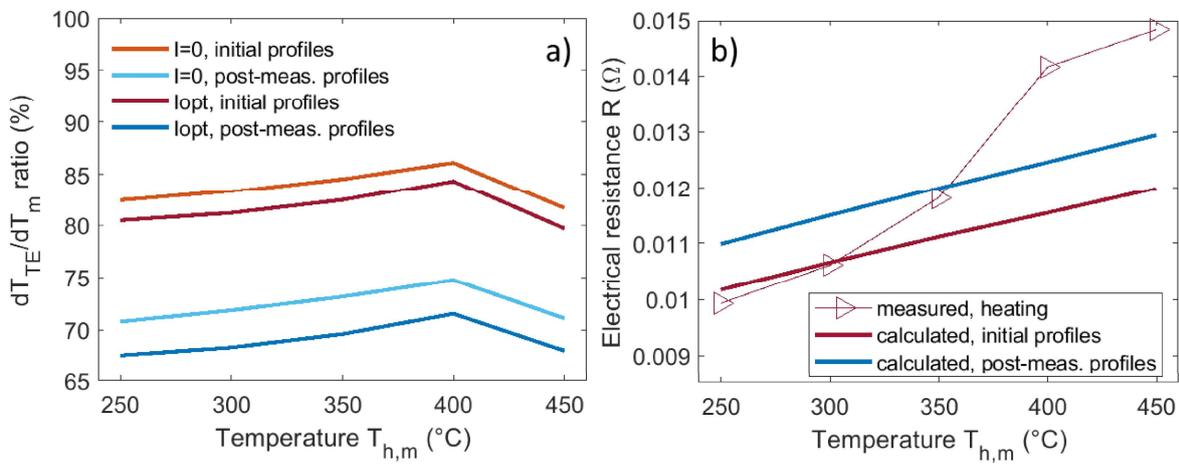 a)
100
95
90
85
80
75
70
65
dT_TE/dT_m ratio (%)
I=0, initial profiles
I=0, post-meas. profiles
Iopt, initial profiles
Iopt, post-meas. profiles
250 300 350 400 450
Temperature T_h,m (°C)
b)
0.015
0.014
0.013
0.012
0.011
0.01
0.009
Electrical resistance R (Ω)
measured, heating
calculated, initial profiles
calculated, post-meas. profiles
250 300 350 400 450
Temperature T_h,m (°C)